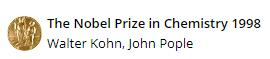 The Nobel Prize in Chemistry 1998
Walter Kohn, John Pople